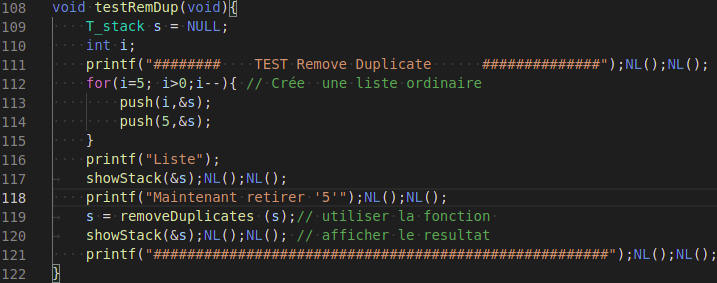 108 void testRemDup(void){
109     T_stack s = NULL;
110     int i;
111     printf("########    TEST Remove Duplicate      ##############");NL();NL();
112     for(i=5; i>0;i--){ // Crée  une liste ordinaire
113         push(i,&s);
114         push(5,&s);
115     }
116     printf("Liste");
117     showStack(&s);NL();NL();
118     printf("Maintenant retirer '5'");NL();NL();
119     s = removeDuplicates (s);// utiliser la fonction 
120     showStack(&s);NL();NL(); // afficher le resultat
121     printf("######################################################");NL();NL();
122 }